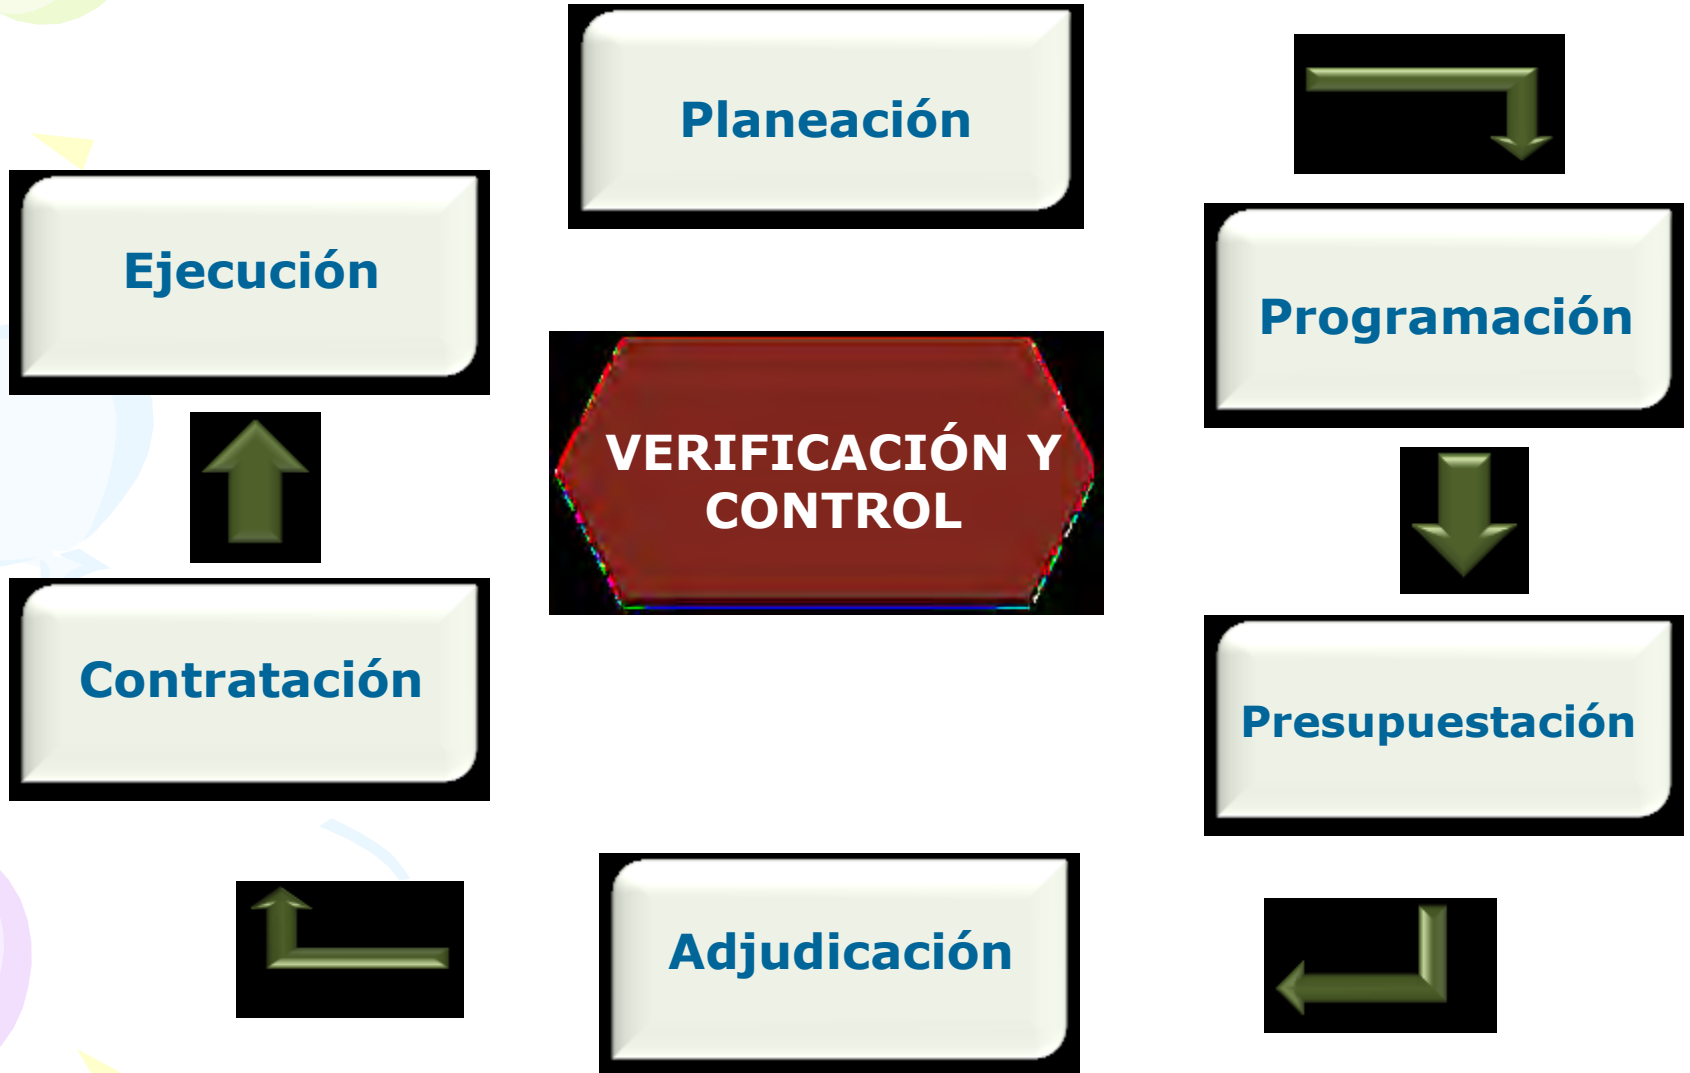 Planeación
Ejecución
Programación
VERIFICACIÓN Y
CONTROL
Contratación
Presupuestación
Adjudicación